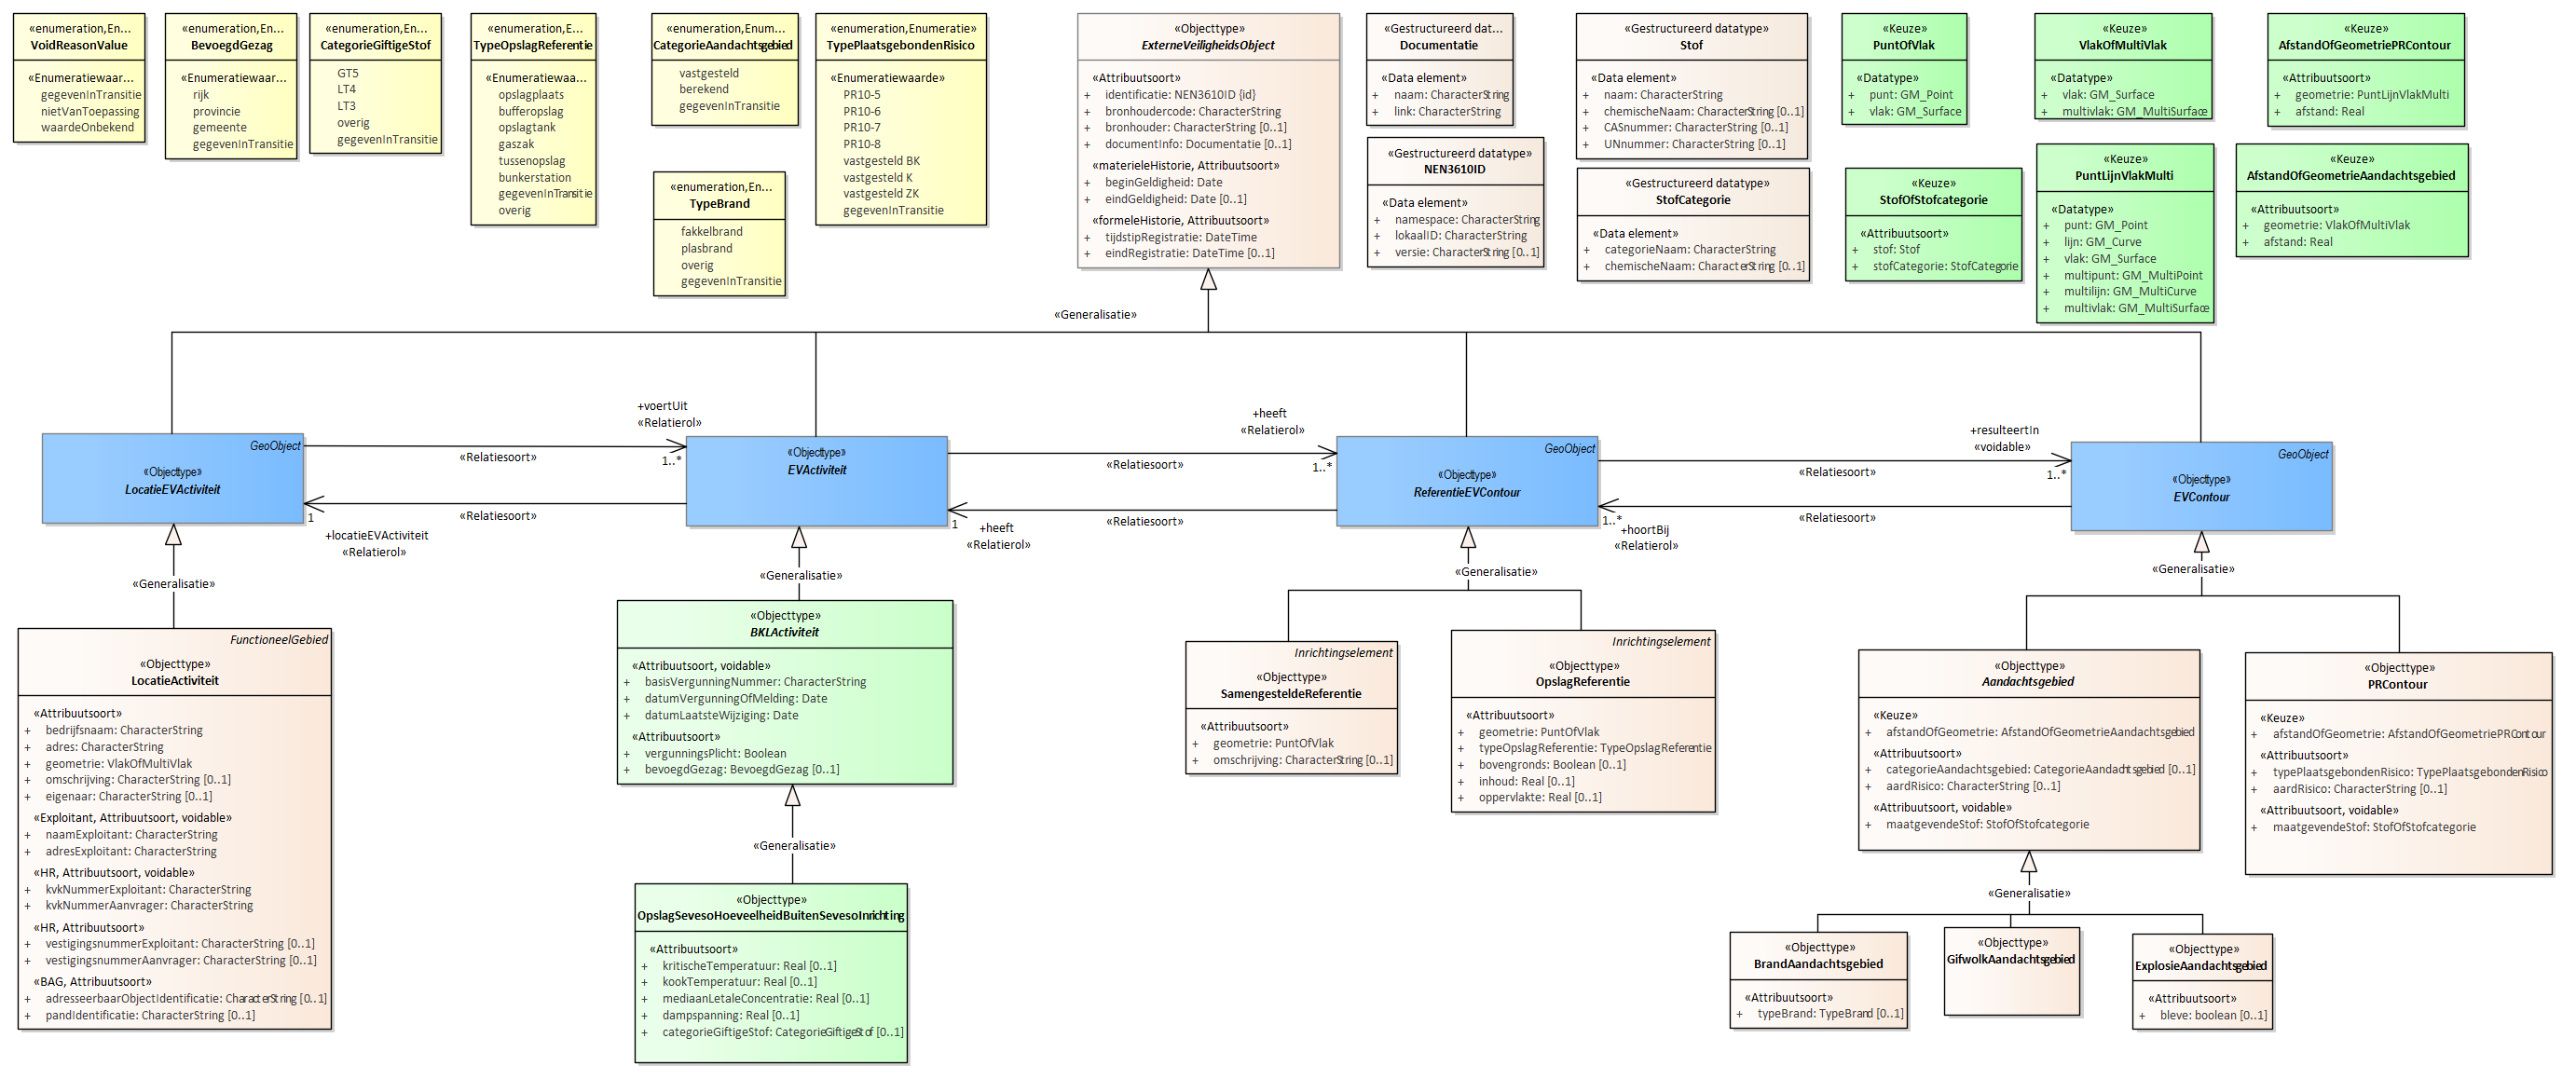 «enumeration,En...
VoidReasonValue
«Enumeratiewaar...
gegevenInTransitie
nietVanToepassing
waardeOnbekend
«enumeration,En...
BevoegdGezag
«Enumeratiewaar...
rijk
provincie
gemeente
gegevenInTransitie
«enumeration,En...
CategorieGiftigeStof
GT5
LT4
LT3
overig
gegevenInTransitie
«enumeration,E...
TypeOpslagReferentie
«Enumeratiewaa...
opslagplaats
bufferopslag
opslagtank
gaszak
tussenopslag
bunkerstation
gegevenInTransitie
overig
«enumeration,Enum...
CategorieAandachtsgebied
vastgesteld
berekend
gegevenInTransitie
«enumeration,En...
TypeBrand
fakkelbrand
plasbrand
overig
gegevenInTransitie
«enumeration,Enumeratie»
TypePlaatsgebondenRisico
«Enumeratiewaarde»
PR10-5
PR10-6
PR10-7
PR10-8
vastgesteld BK
vastgesteld K
vastgesteld ZK
gegevenInTransitie
«Objecttype»
ExterneVeiligheidsObject
«Attribuutsoort»
+ identificatie: NEN3610ID {id}
+ bronhoudercode: CharacterString
+ bronhouder: CharacterString [0..1]
+ documentInfo: Documentatie [0..1]
«materieleHistorie, Attribuutsoort»
+ beginGeldigheid: Date
+ eindGeldigheid: Date [0..1]
«formeleHistorie, Attribuutsoort»
+ tijdstipRegistratie: DateTime
+ eindRegistratie: DateTime [0..1]
«Gestructureerd dat...
Documentatie
«Data element»
+ naam: CharacterString
+ link: CharacterString
«Gestructureerd datatype»
NEN3610ID
«Data element»
+ namespace: CharacterString
+ lokaalID: CharacterString
+ versie: CharacterString [0..1]
«Gestructureerd datatype»
Stof
«Data element»
+ naam: CharacterString
+ chemischeNaam: CharacterString [0..1]
+ CASnummer: CharacterString [0..1]
+ UNnummer: CharacterString [0..1]
«Gestructureerd datatype»
StofCategorie
«Data element»
+ categorieNaam: CharacterString
+ chemischeNaam: CharacterString [0..1]
«Keuze»
PuntOfVlak
«Datatype»
+ punt: GM_Point
+ vlak: GM_Surface
«Keuze»
StofOfStofcategorie
«Attribuutsoort»
+ stof: Stof
+ stofCategorie: StofCategorie
«Keuze»
VlakOfMultiVlak
«Datatype»
+ vlak: GM_Surface
+ multivlak: GM_MultiSurface
«Keuze»
PuntLijnVlakMulti
«Datatype»
+ punt: GM_Point
+ lijn: GM_Curve
+ vlak: GM_Surface
+ multipunt: GM_MultiPoint
+ multilijn: GM_MultiCurve
+ multivlak: GM_MultiSurface
«Keuze»
AfstandOfGeometriePRContour
«Attribuutsoort»
+ geometrie: PuntLijnVlakMulti
+ afstand: Real
«Keuze»
AfstandOfGeometrieAandachtsgebied
«Attribuutsoort»
+ geometrie: VlakOfMultiVlak
+ afstand: Real
«Generalisatie»
GeoObject
«Objecttype»
LocatieEVActiviteit
+voertUit
«Relatierol»
1..*
«Relatiesoort»
«Relatiesoort»
1
+locatieEVActiviteit
«Relatierol»
«Objecttype»
EVActiviteit
+heeft
«Relatierol»
1..*
«Relatiesoort»
«Relatiesoort»
1
+heeft
«Relatierol»
GeoObject
«Objecttype»
ReferentieEVContour
+resulteertIn
«voidable»
1..*
«Relatiesoort»
«Relatiesoort»
1..*
+hoortBij
«Relatierol»
GeoObject
«Objecttype»
EVContour
«Generalisatie»
«Generalisatie»
«Generalisatie»
«Generalisatie»
FunctioneelGebied
«Objecttype»
LocatieActiviteit
«Attribuutsoort»
+ bedrijfsnaam: CharacterString
+ adres: CharacterString
+ geometrie: VlakOfMultiVlak
+ omschrijving: CharacterString [0..1]
+ eigenaar: CharacterString [0..1]
«Exploitant, Attribuutsoort, voidable»
+ naamExploitant: CharacterString
+ adresExploitant: CharacterString
«HR, Attribuutsoort, voidable»
+ kvkNummerExploitant: CharacterString
+ kvkNummerAanvrager: CharacterString
«HR, Attribuutsoort»
+ vestigingsnummerExploitant: CharacterString [0..1]
+ vestigingsnummerAanvrager: CharacterString [0..1]
«BAG, Attribuutsoort»
+ adresseerbaarObjectIdentificatie: CharacterString [0..1]
+ pandIdentificatie: CharacterString [0..1]
«Objecttype»
BKLActiviteit
«Attribuutsoort, voidable»
+ basisVergunningNummer: CharacterString
+ datumVergunningOfMelding: Date
+ datumLaatsteWijziging: Date
«Attribuutsoort»
+ vergunningsPlicht: Boolean
+ bevoegdGezag: BevoegdGezag [0..1]
«Generalisatie»
«Objecttype»
OpslagSevesoHoeveelheidBuitenSevesoInrichting
«Attribuutsoort»
+ kritischeTemperatuur: Real [0..1]
+ kookTemperatuur: Real [0..1]
+ mediaanLetaleConcentratie: Real [0..1]
+ dampspanning: Real [0..1]
+ categorieGiftigeStof: CategorieGiftigeStof [0..1]
Inrichtingselement
«Objecttype»
SamengesteldeReferentie
«Attribuutsoort»
+ geometrie: PuntOfVlak
+ omschrijving: CharacterString [0..1]
Inrichtingselement
«Objecttype»
OpslagReferentie
«Attribuutsoort»
+ geometrie: PuntOfVlak
+ typeOpslagReferentie: TypeOpslagReferentie
+ bovengronds: Boolean [0..1]
+ inhoud: Real [0..1]
+ oppervlakte: Real [0..1]
«Objecttype»
Aandachtsgebied
«Keuze»
+ afstandOfGeometrie: AfstandOfGeometrieAandachtsgebied
«Attribuutsoort»
+ categorieAandachtsgebied: CategorieAandachtsgebied [0..1]
+ aardRisico: CharacterString [0..1]
«Attribuutsoort, voidable»
+ maatgevendeStof: StofOfStofcategorie
«Objecttype»
PRContour
«Keuze»
+ afstandOfGeometrie: AfstandOfGeometriePRContour
«Attribuutsoort»
+ typePlaatsgebondenRisico: TypePlaatsgebondenRisico
+ aardRisico: CharacterString [0..1]
«Attribuutsoort, voidable»
+ maatgevendeStof: StofOfStofcategorie
«Generalisatie»
«Objecttype»
BrandAandachtsgebied
«Attribuutsoort»
+ typeBrand: TypeBrand [0..1]
«Objecttype»
GifwolkAandachtsgebied
«Objecttype»
ExplosieAandachtsgebied
«Attribuutsoort»
+ bleve: boolean [0..1]